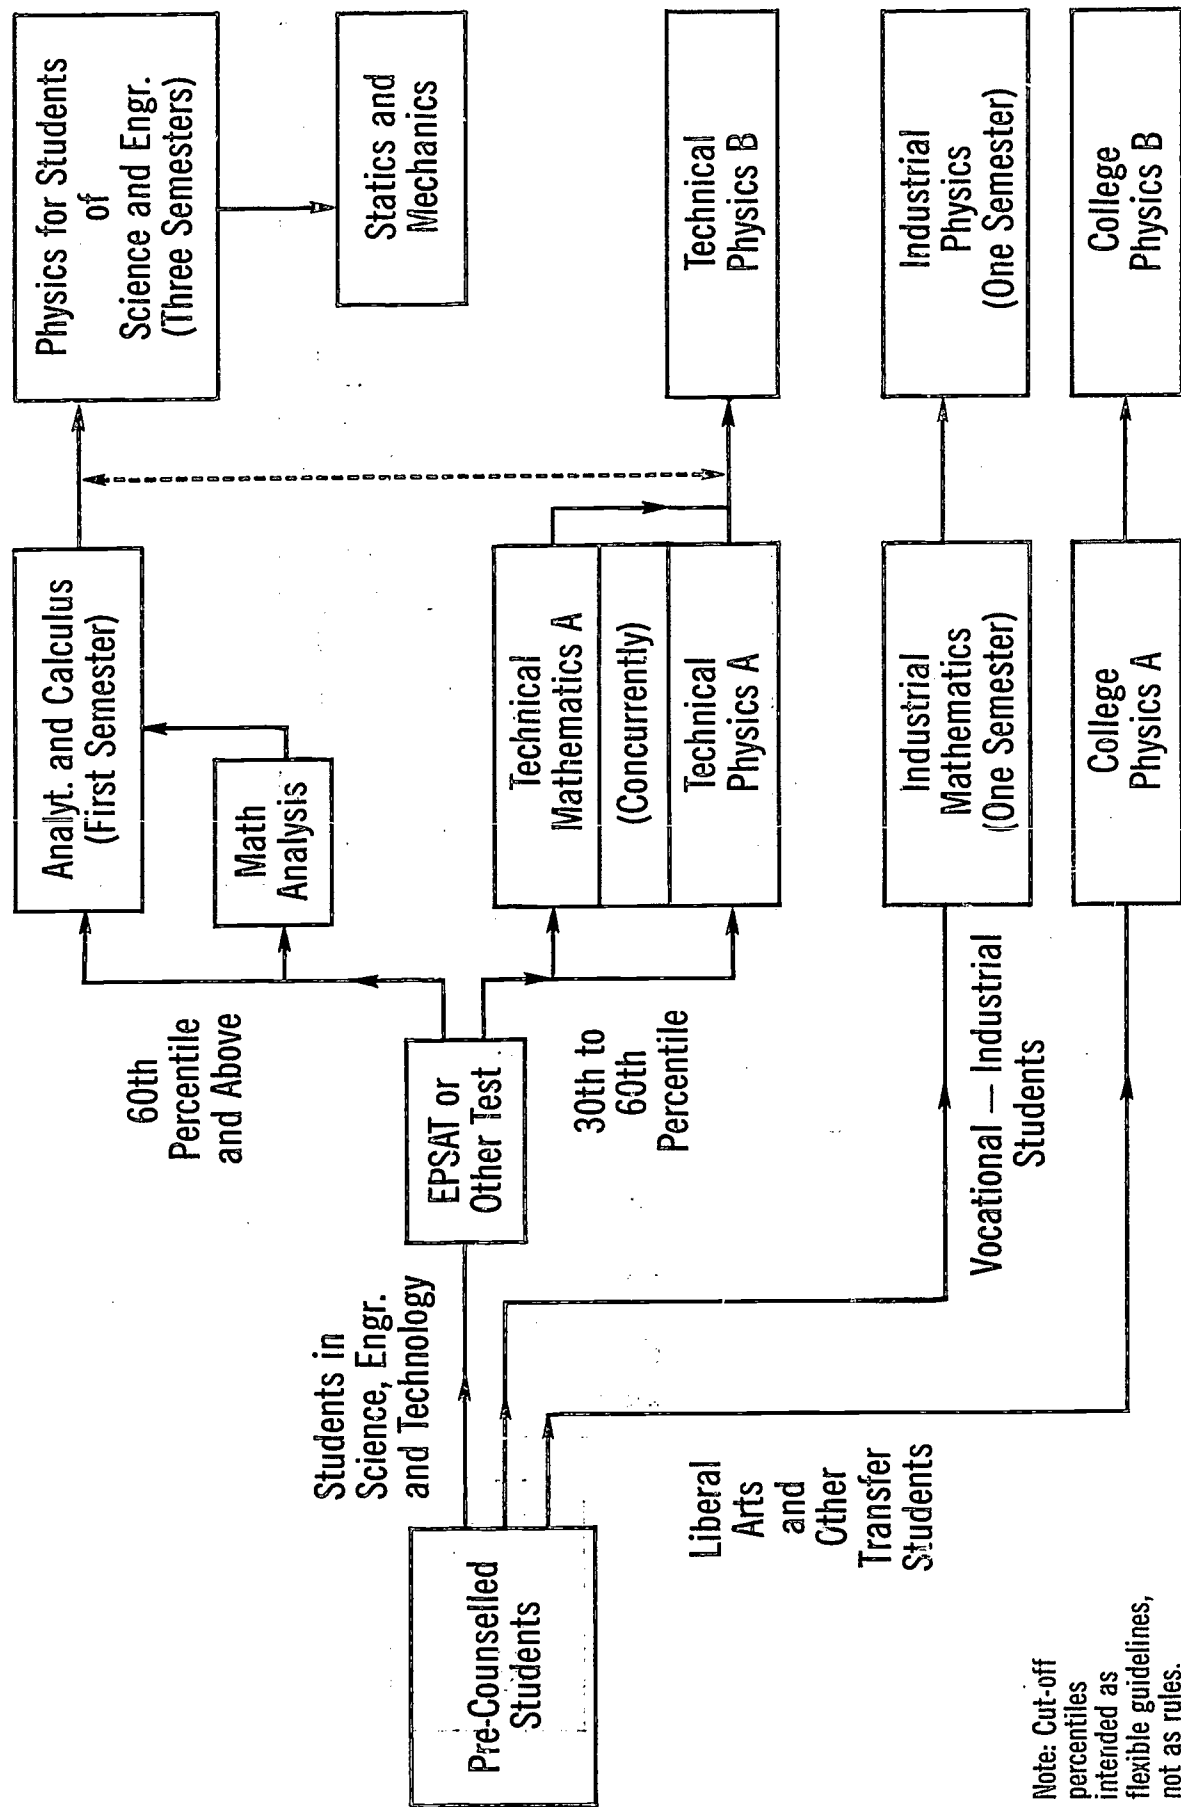 Pre-Counselled
Students
Students in
Science, Engr.
and Technology
Liberal
Arts
and
Other
Transfer
Students
EPSAT or
Other Test
60th
Percentile
and Above
30th to
60th
Percentile
Vocational — Industrial
Students
Analyt. and Calculus
(First Semester)
Math
Analysis
Technical
Mathematics A
(Concurrently)
Technical
Physics A
Industrial
Mathematics
(One Semester)
College
Physics A
Physics for Students
of
Science and Engr.
(Three Semesters)
Statics and
Mechanics
Technical
Physics B
Industrial
Physics
(One Semester)
College
Physics B
Note: Cut-off
percentiles
intended as
flexible guidelines,
not as rules.